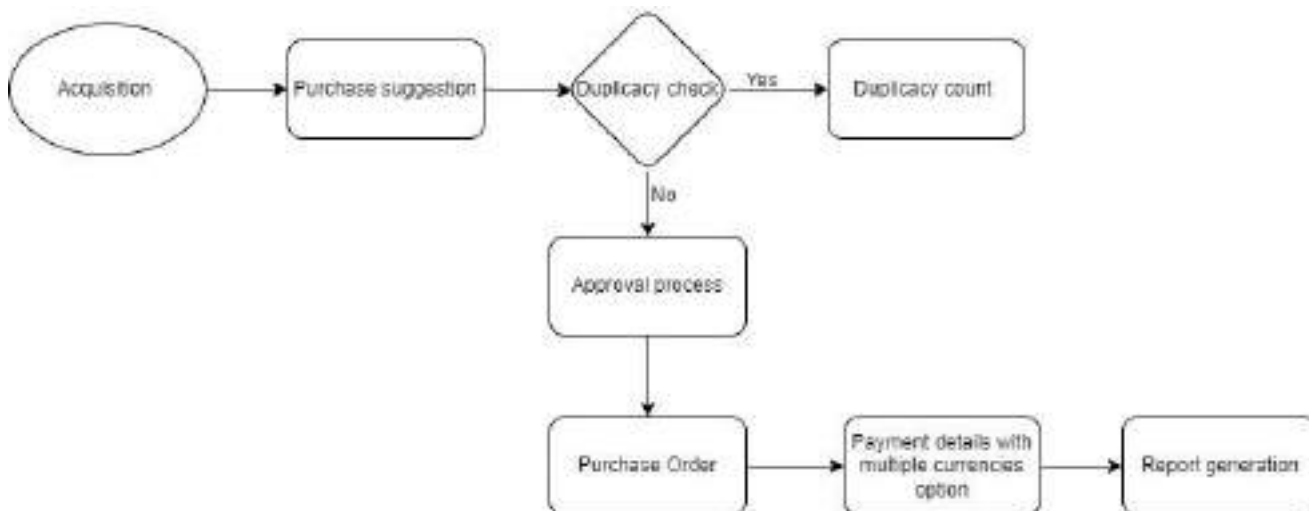 Acquisition
Purchase suggestion
Duplicacy check
Yes
Duplicacy count
No
Approval process
Purchase Order
Payment details with
multiple currencies
option
Report generation